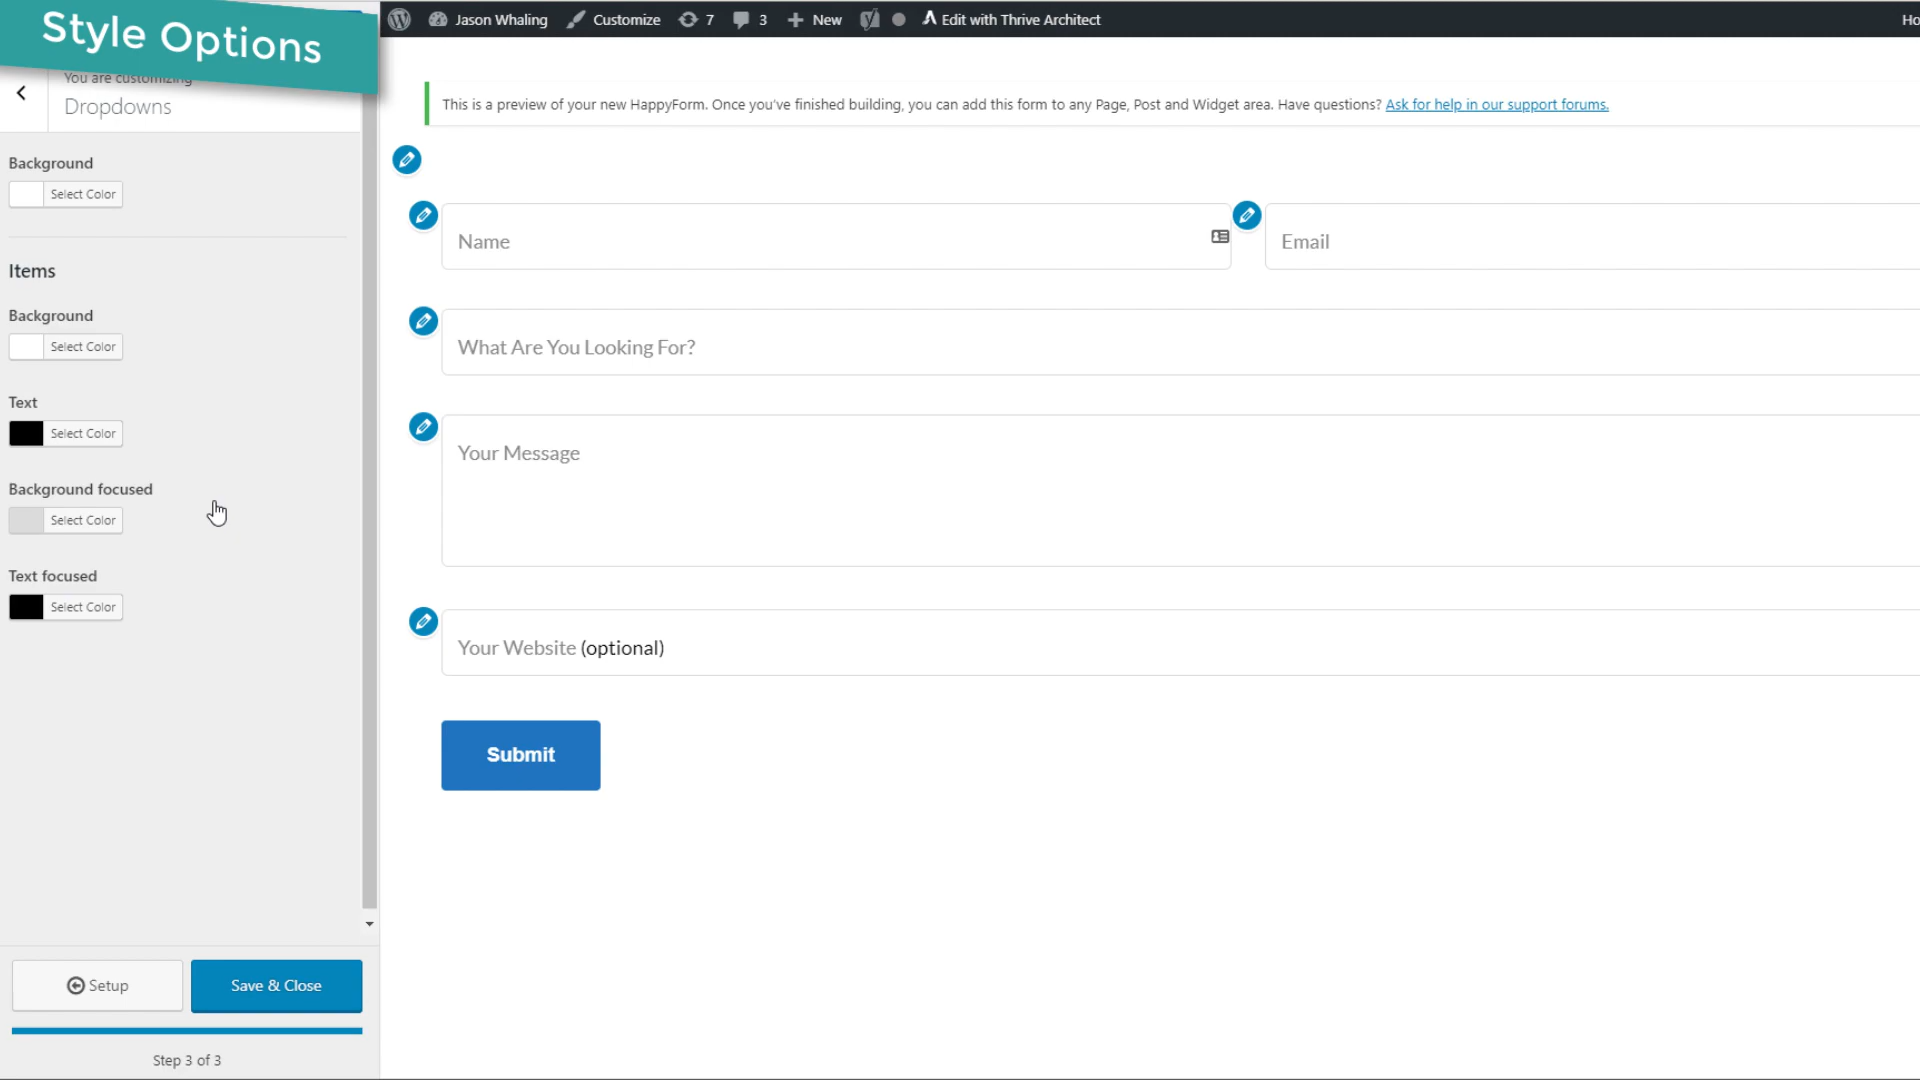 Style Options
Jason Whaling
Customize
7
3
New
Edit with Thrive Architect
Ho
You are customizing
Dropdowns
This is a preview of your new HappyForm. Once you've finished building, you can add this form to any Page, Post and Widget area. Have questions? Ask for help in our support forums.
Background
Select Color
Items
Background
Select Color
Text
Select Color
Background focused
Select Color
Text focused
Select Color
Name
Email
What Are You Looking For?
Your Message
Your Website (optional)
Submit
Setup
Save & Close
Step 3 of 3